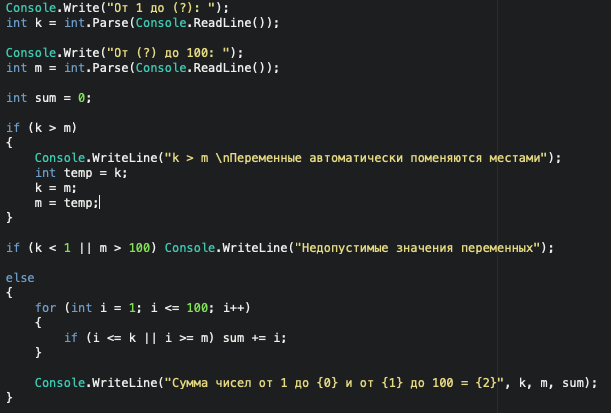 Console.Write("От 1 до (?): ");
int k = int.Parse(Console.ReadLine());
Console.Write("От (?) до 100: ");
int m = int.Parse(Console.ReadLine());
int sum = 0;
if (k > m)
{
Console.WriteLine("k > m \nПеременные автоматически поменяются местами");
int temp = k;
k = m;
m = temp;
}
if (k < 1 || m > 100) Console.WriteLine("Недопустимые значения переменных");
else
{
for (int i = 1; i <= 100; i++)
{
if (i <= k || i >= m) sum += i;
}
Console.WriteLine("Сумма чисел от 1 до {0} и от {1} до 100 = {2}", k, m, sum);
}